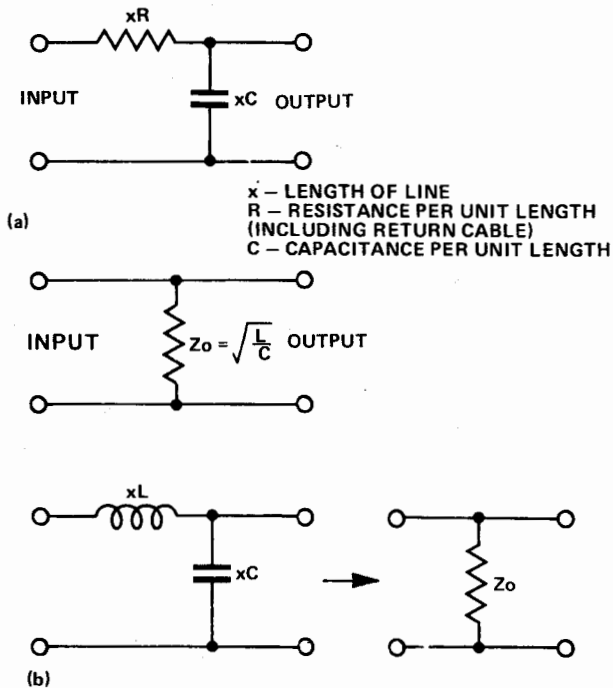 xR
INPUT
xC OUTPUT
x – LENGTH OF LINE
R – RESISTANCE PER UNIT LENGTH
(INCLUDING RETURN CABLE)
C – CAPACITANCE PER UNIT LENGTH
(a)
INPUT
Zo = √L/C OUTPUT
xL
xC
Zo
(b)